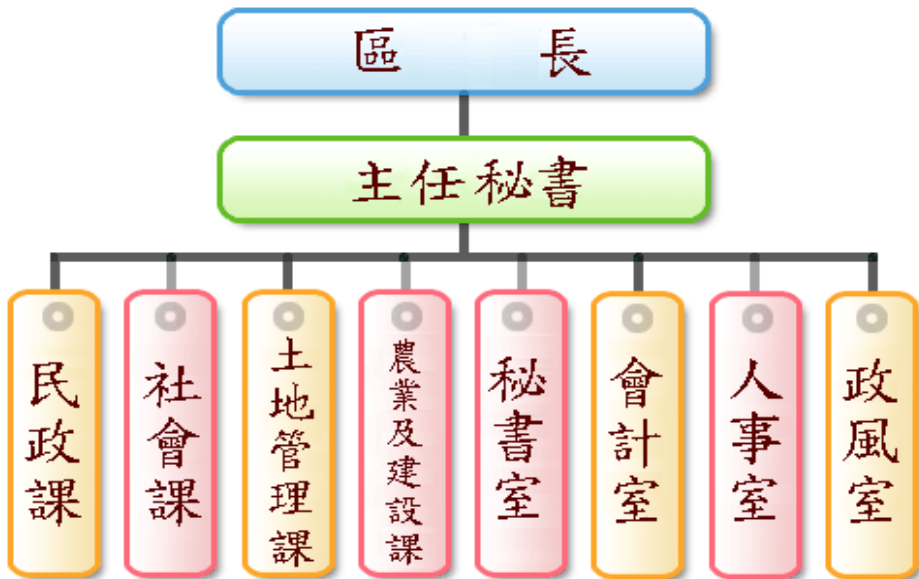 區長
主任秘書
民政課
社會課
土地管理課
農業及建設課
秘書室
會計室
人事室
政風室